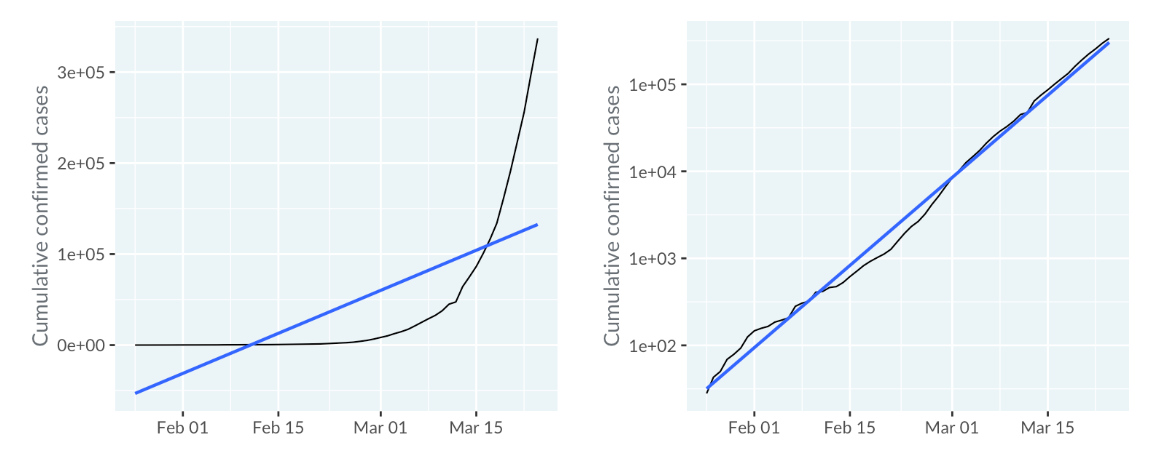 Cumulative confirmed cases
3e+05
2e+05
1e+05
0e+00
Feb 01 Feb 15 Mar 01 Mar 15
Cumulative confirmed cases
1e+05
1e+04
1e+03
1e+02
Feb 01 Feb 15 Mar 01 Mar 15